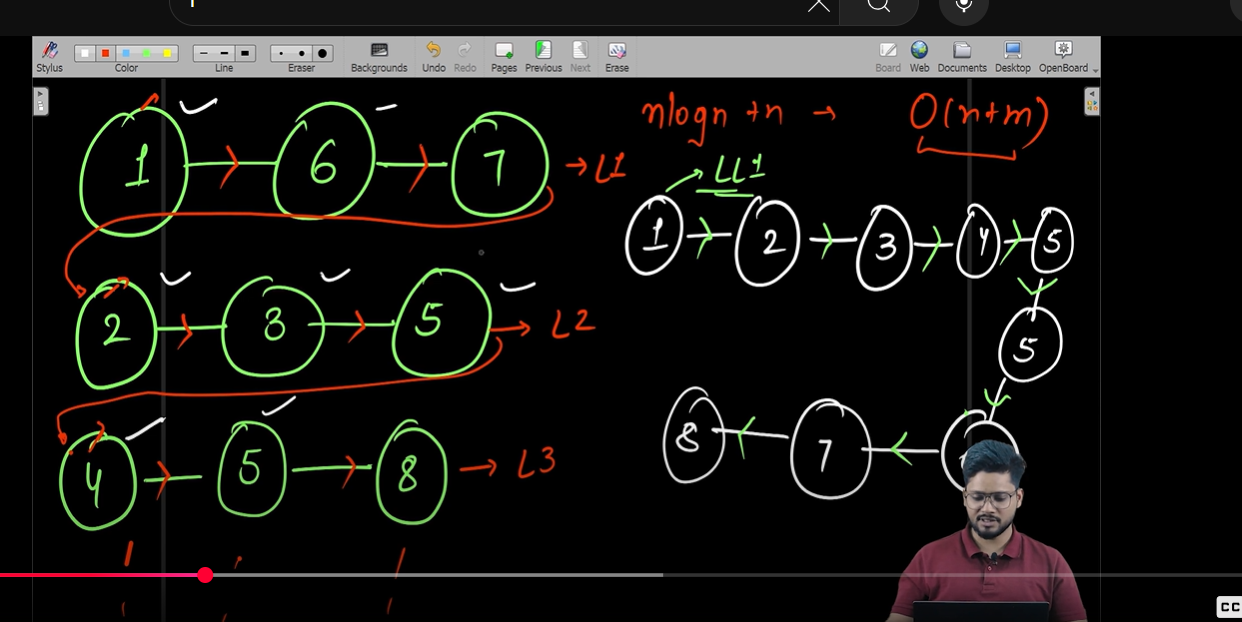 Stylus
Color
Line
Eraser
Backgrounds
Undo
Redo
Pages
Previous
Next
Erase
Board
Web
Documents
Desktop
OpenBoard
1 6 7 → L1
2 3 5 → L2
4 5 8 → L3
nlogn + n → O(n+m)
LL1
1 2 3 4 5
5
7
8
CC